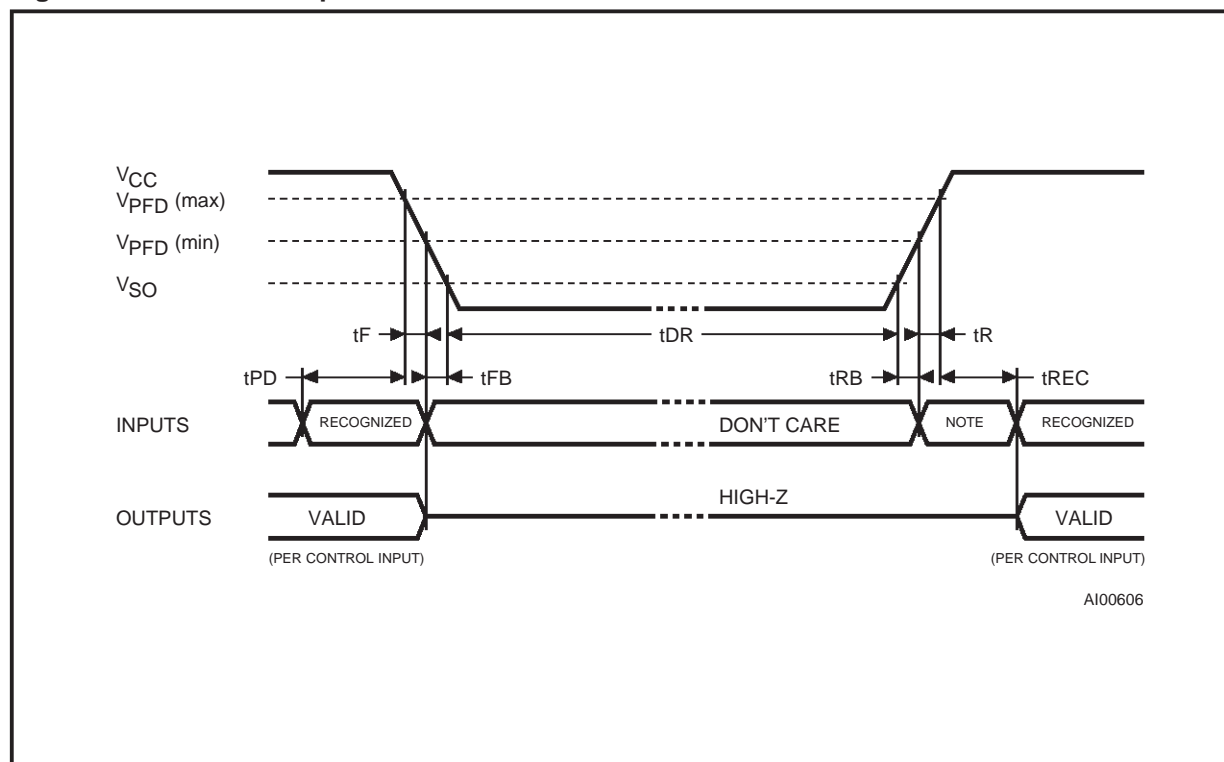 VCC
VPFD (max)
VPFD (min)
VSO
tF
tDR
tR
tPD
tFB
tRB
tREC
INPUTS
RECOGNIZED
DON'T CARE
NOTE
RECOGNIZED
HIGH-Z
OUTPUTS
VALID
VALID
(PER CONTROL INPUT)
(PER CONTROL INPUT)
AI00606